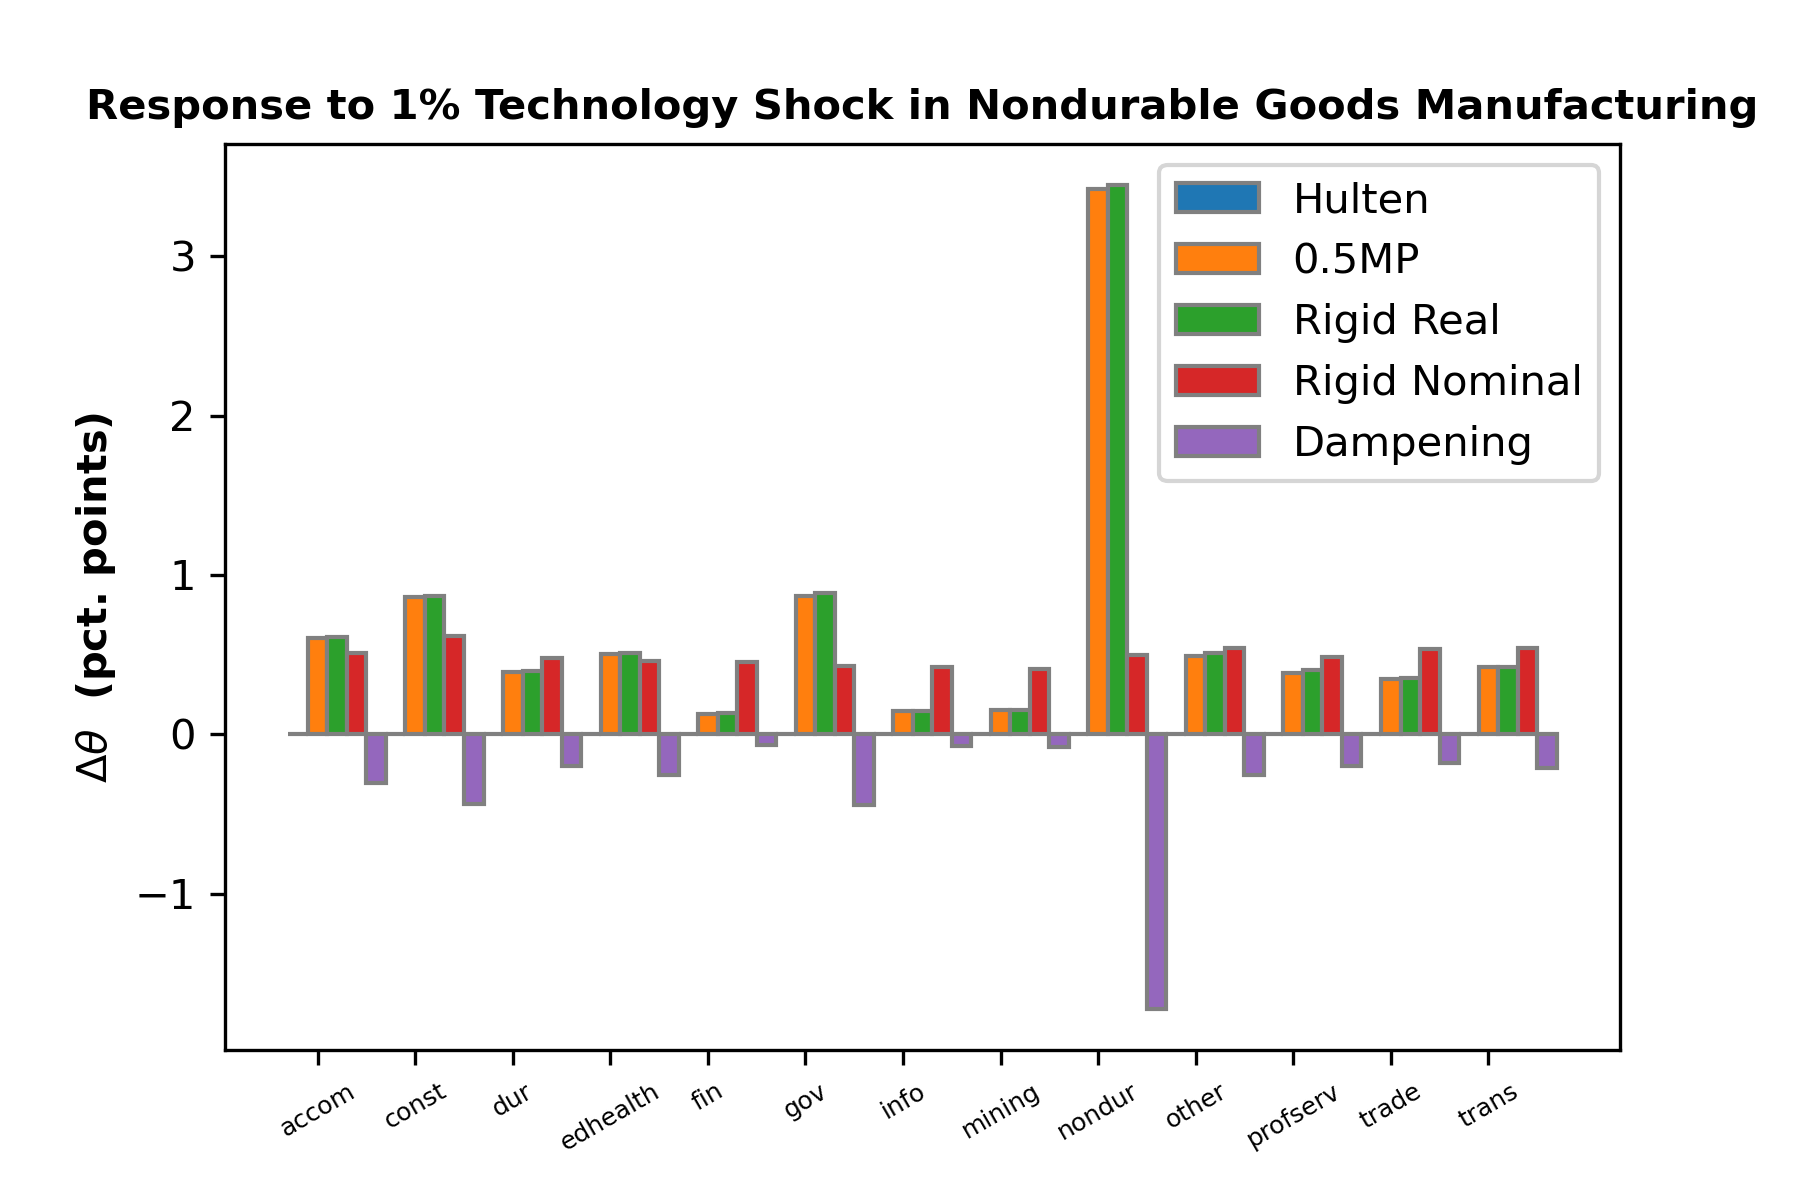 Response to 1% Technology Shock in Nondurable Goods Manufacturing
Hulten
0.5MP
Rigid Real
Rigid Nominal
Dampening
Δθ (pct. points)
3
2
1
0
−1
accom
const
dur
edhealth
fin
gov
info
mining
nondur
other
profserv
trade
trans